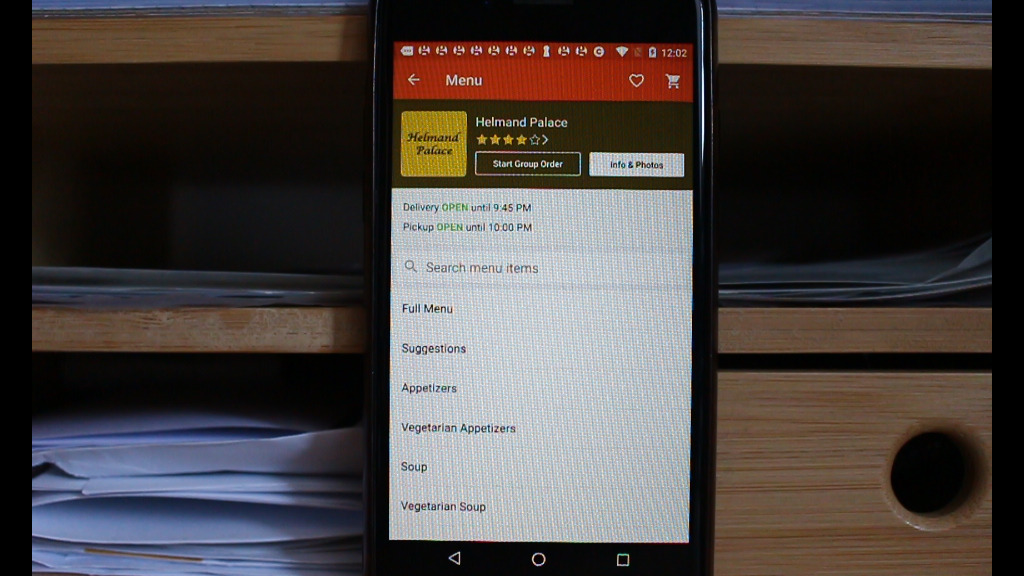 12:02
Menu
Helmand
Palace
Helmand Palace
Start Group Order
Info & Photos
Delivery OPEN until 9:45 PM
Pickup OPEN until 10:00 PM
Search menu items
Full Menu
Suggestions
Appetizers
Vegetarian Appetizers
Soup
Vegetarian Soup